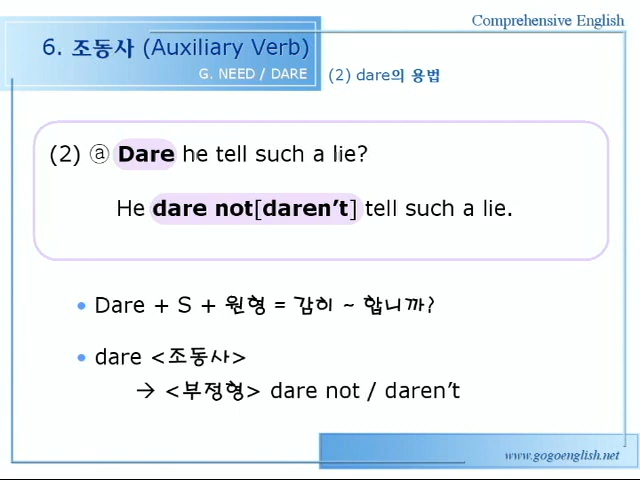 Comprehensive English
6. 조동사 (Auxiliary Verb)
G. NEED / DARE
(2) dare의 용법
(2) ⓐ Dare he tell such a lie?
He dare not[daren’t] tell such a lie.
• Dare + S + 원형 = 감히 ~ 합니까?
• dare <조동사>
→ <부정형> dare not / daren’t
www.gogoenglish.net